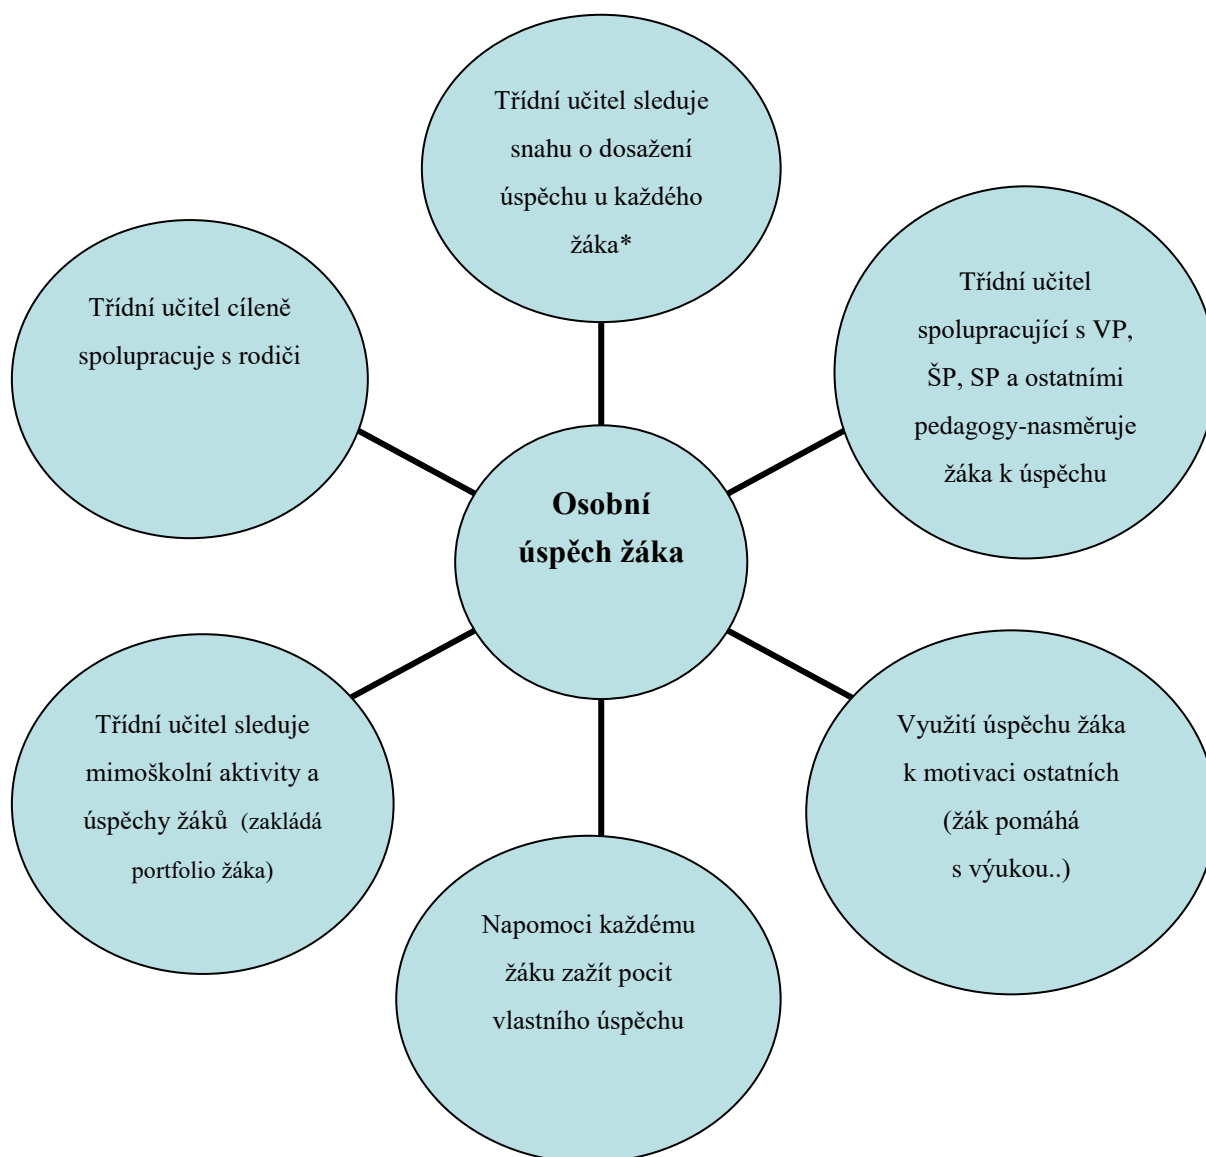 Třídní učitel sleduje
snahu o dosažení
úspěchu u každého
žáka*
Třídní učitel cíleně
spolupracuje s rodiči
Třídní učitel
spolupracující s VP,
ŠP, SP a ostatními
pedagogy-nasměruje
žáka k úspěchu
Osobní
úspěch žáka
Třídní učitel sleduje
mimoškolní aktivity a
úspěchy žáků (zakládá
portfolio žáka)
Využití úspěchu žáka
k motivaci ostatních
(žák pomáhá
s výukou..)
Napomoci každému
žáku zažít pocit
vlastního úspěchu